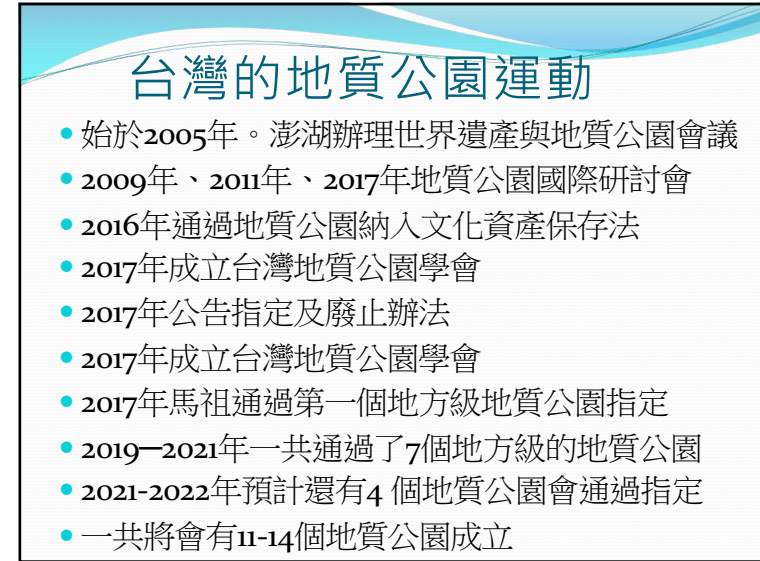 台灣的地質公園運動
始於2005年。澎湖辦理世界遺產與地質公園會議
2009年、2011年、2017年地質公園國際研討會
2016年通過地質公園納入文化資產保存法
2017年成立台灣地質公園學會
2017年公告指定及廢止辦法
2017年成立台灣地質公園學會
2017年馬祖通過第一個地方級地質公園指定
2019─2021年一共通過了7個地方級的地質公園
2021-2022年預計還有4 個地質公園會通過指定
一共將會有11-14個地質公園成立